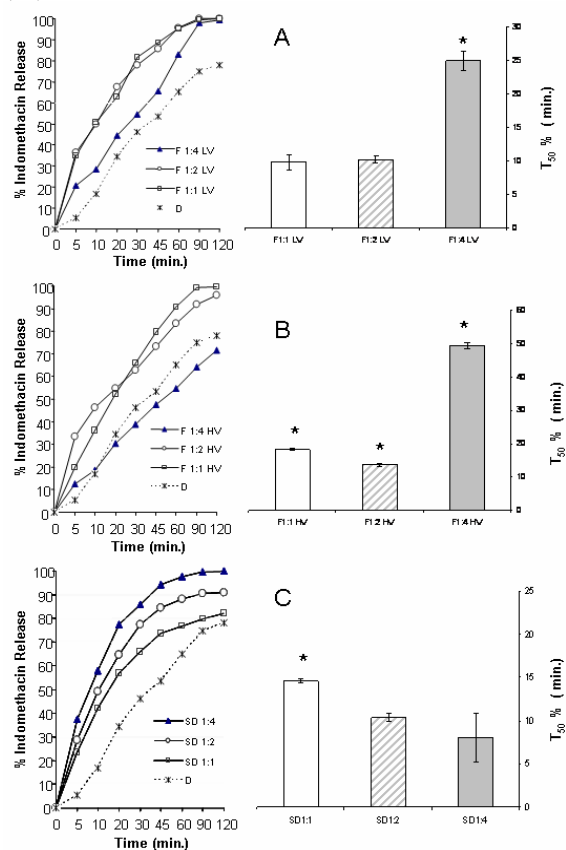 A
% Indomethacin Release
100
90
80
70
60
50
40
30
20
10
0
0 5 10 20 30 45 60 90 120
Time (min.)
F 1:4 LV
F 1:2 LV
F 1:1 LV
D
*
30
25
20
15
10
5
0
T50 % ( min.)
F1:1 LV F1:2 LV F1:4 LV
B
% Indomethacin Release
100
90
80
70
60
50
40
30
20
10
0
0 5 10 20 30 45 60 90 120
Time (min.)
F 1:4 HV
F 1:2 HV
F 1:1 HV
D
* * *
60
50
40
30
20
10
0
T50 % ( min.)
F1:1 HV F1:2 HV F1:4 HV
C
% Indomethacin Release
100
90
80
70
60
50
40
30
20
10
0
0 5 10 20 30 45 60 90 120
Time (min.)
SD 1:4
SD 1:2
SD 1:1
D
*
25
20
15
10
5
0
T50 % ( min.)
SD1:1 SD1:2 SD1:4